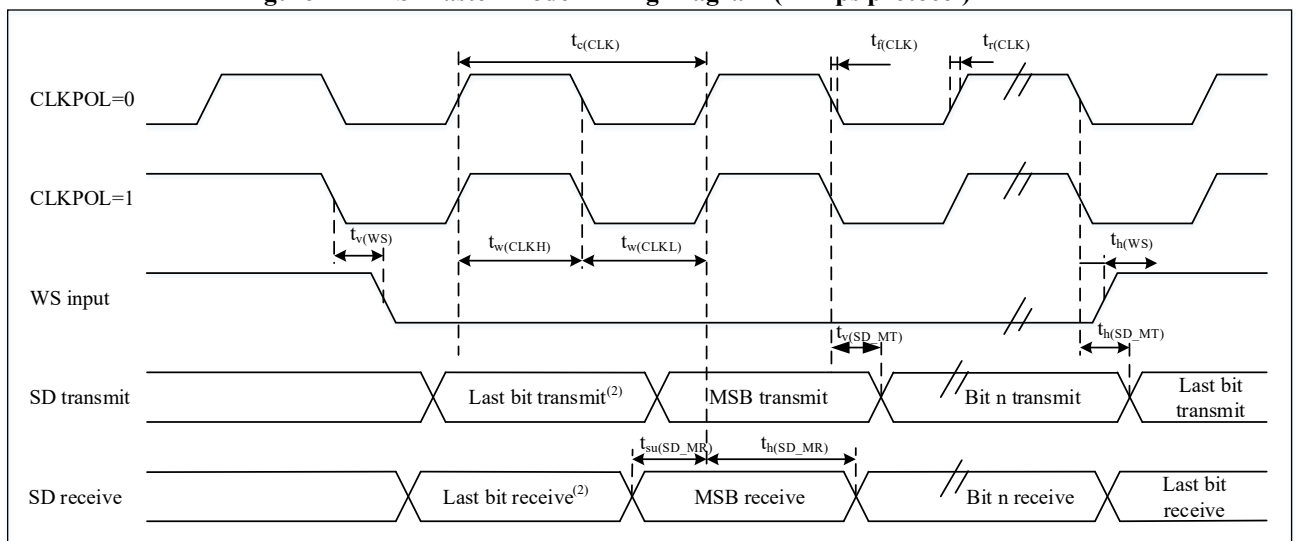 t_c(CLK)
t_f(CLK)
t_r(CLK)
CLKPOL=0
CLKPOL=1
t_v(WS)
t_w(CLKH)
t_w(CLKL)
t_h(WS)
WS input
t_v(SD_MT)
t_h(SD_MT)
SD transmit
Last bit transmit(2)
MSB transmit
Bit n transmit
Last bit
transmit
t_su(SD_MR)
t_h(SD_MR)
SD receive
Last bit receive(2)
MSB receive
Bit n receive
Last bit
receive